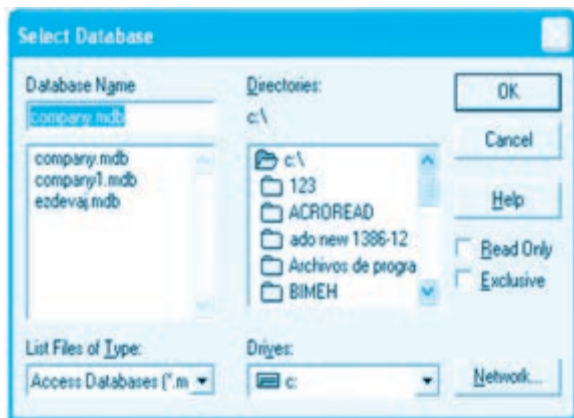 Select Database
Database Name
company.mdb
company.mdb
company1.mdb
ezdevaj.mdb
List Files of Type:
Access Databases (*.m
Directories:
c:\
c:\
123
ACROREAD
ado new 1386-12
Archivos de progra
BIMEH
Drives:
c:
OK
Cancel
Help
Read Only
Exclusive
Network...